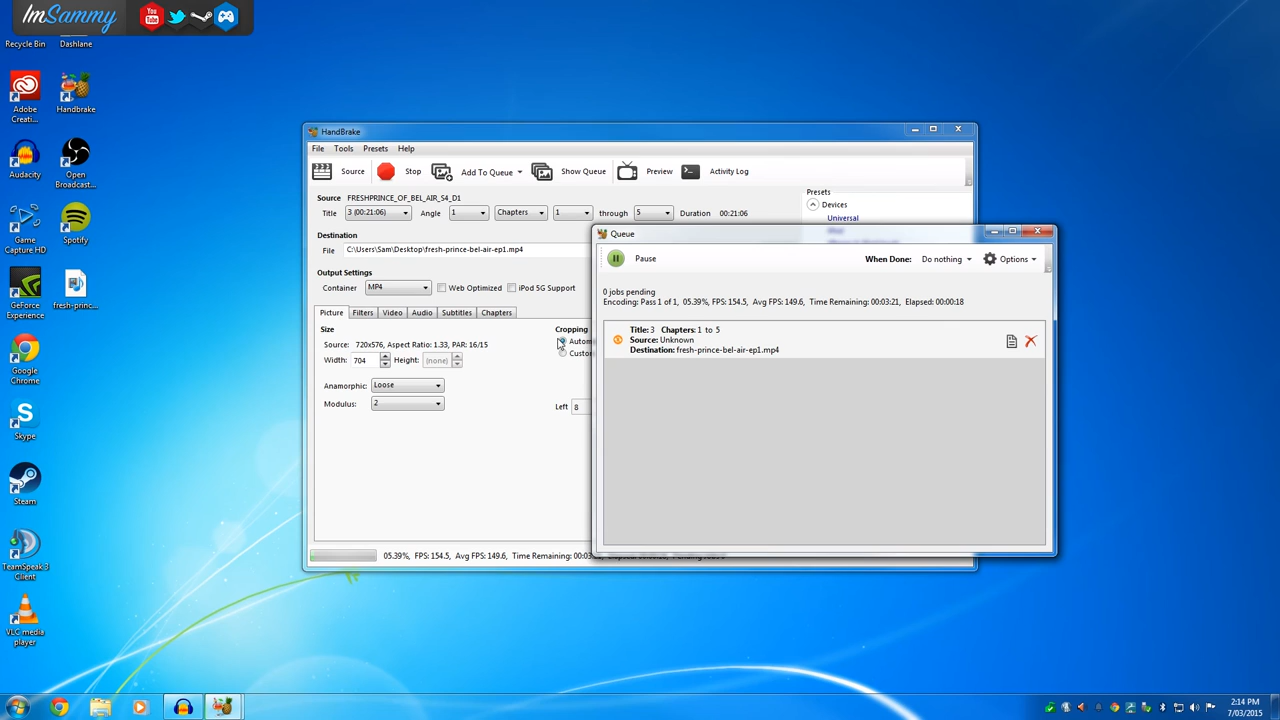 ImSammy
You
Tube
Recycle Bin
Dashlane
Adobe
Creati...
Handbrake
Audacity
Open
Broadcast...
Game
Capture HD
Spotify
GeForce
Experience
fresh-princ...
Google
Chrome
Skype
Steam
TeamSpeak 3
Client
VLC media
player
HandBrake
File Tools Presets Help
Source Stop Add To Queue Show Queue Preview Activity Log
Source FRESHPRINCE_OF_BEL_AIR_S4_D1
Title 3 (00:21:06) Angle 1 Chapters 1 through 5 Duration 00:21:06
Destination
File C:\Users\Sam\Desktop\fresh-prince-bel-air-ep1.mp4
Output Settings
Container MP4 Web Optimized iPod 5G Support
Picture Filters Video Audio Subtitles Chapters
Size
Source: 720x576, Aspect Ratio: 1.33, PAR: 16/15
Width: 704 Height: (none)
Anamorphic: Loose
Modulus: 2
Cropping
Autom
Custo
Left 8
05.39%, FPS: 154.5, Avg FPS: 149.6, Time Remaining: 00:03:
Presets
Devices
Universal
Queue
Pause
When Done: Do nothing Options
0 jobs pending
Encoding: Pass 1 of 1, 05.39%, FPS: 154.5, Avg FPS: 149.6, Time Remaining: 00:03:21, Elapsed: 00:00:18
Title: 3 Chapters: 1 to 5
Source: Unknown
Destination: fresh-prince-bel-air-ep1.mp4
2:14 PM
7/03/2015